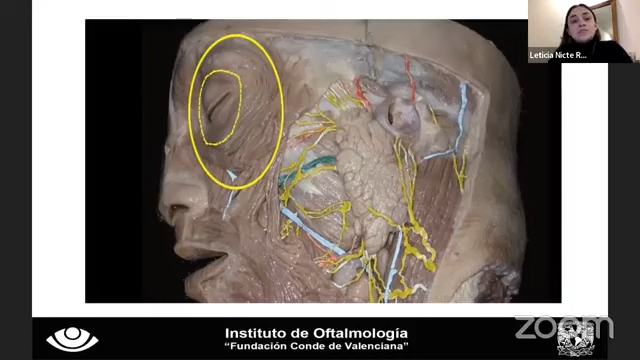 Leticia Nicte R...
Instituto de Oftalmología
“Fundación Conde de Valenciana”
zoom